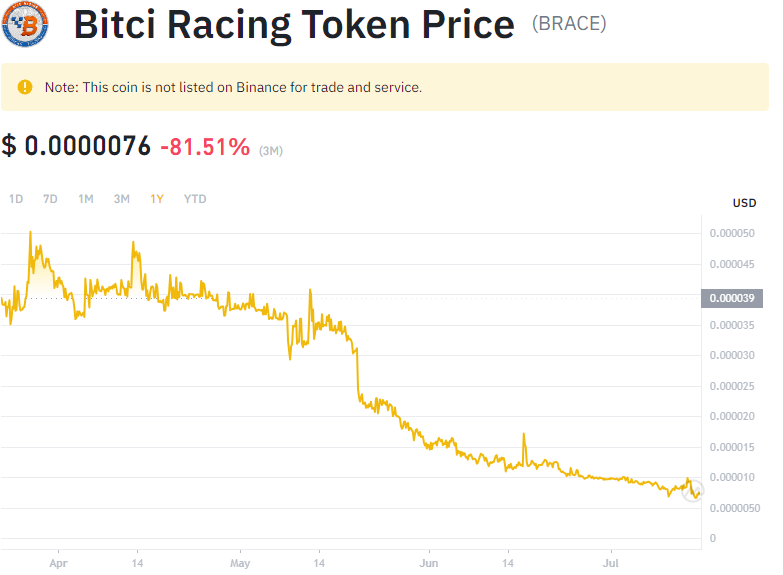 Bitci Racing Token Price (BRACE)
Note: This coin is not listed on Binance for trade and service.
$ 0.0000076 -81.51% (3M)
1D 7D 1M 3M 1Y YTD
USD
0.000050
0.000045
0.000039
0.000035
0.000030
0.000025
0.000020
0.000015
0.000010
0.0000050
0
Apr 14 May 14 Jun 14 Jul